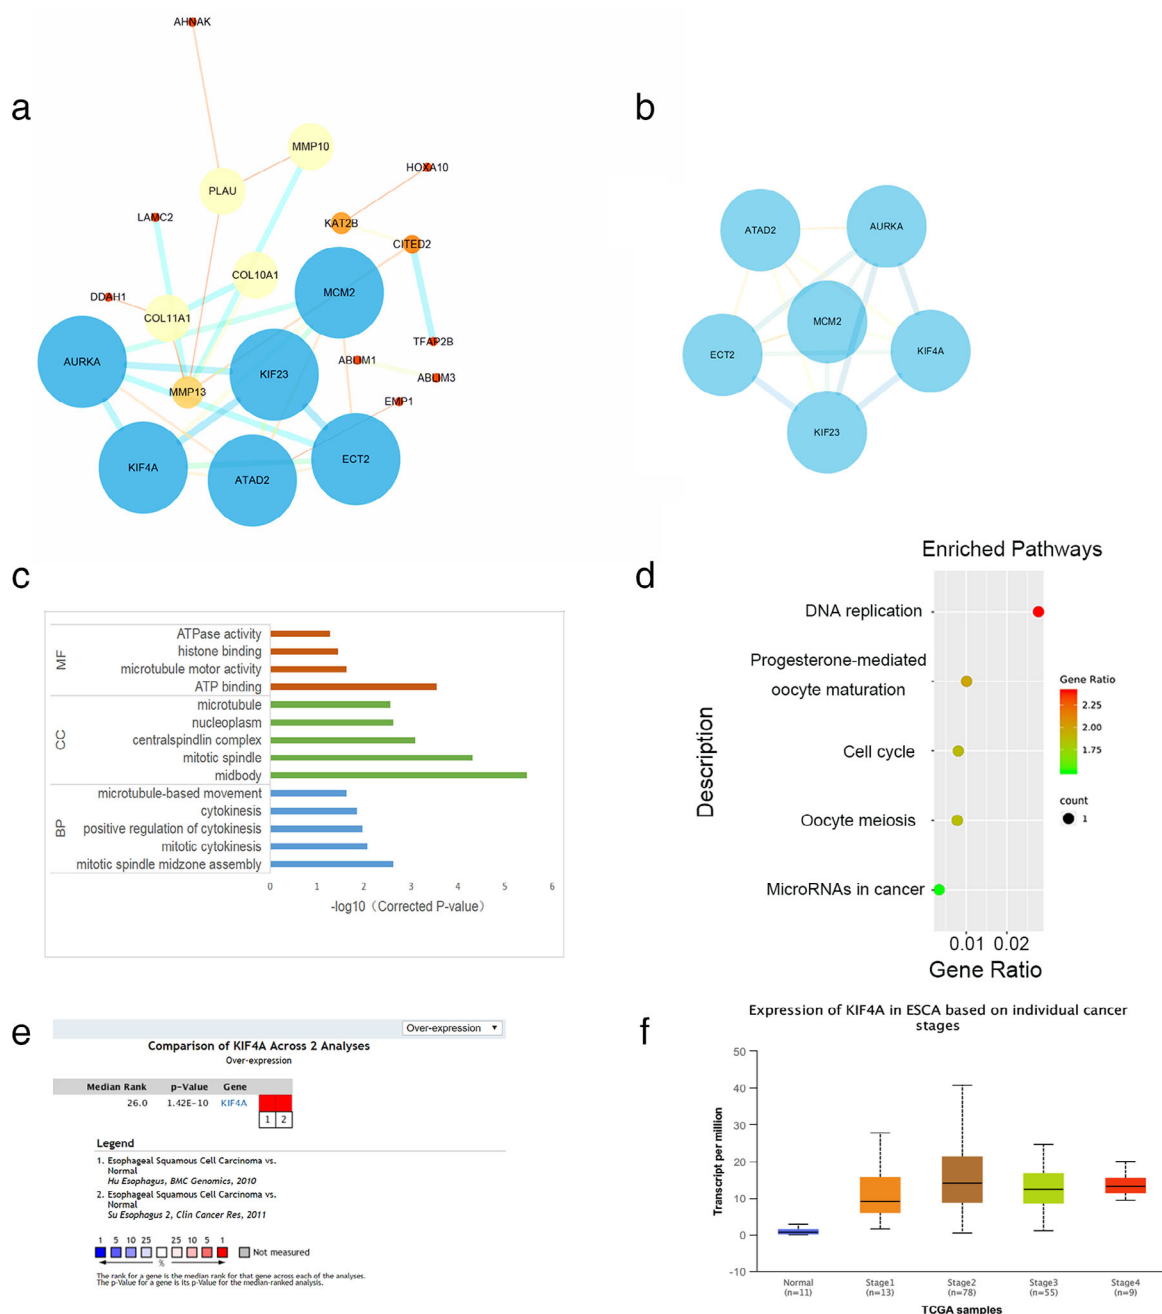 a
AHNAK
MMP10
HOXA10
PLAU
LAMC2
KAT2B
CITED2
COL10A1
DDAH1
MCM2
COL11A1
TFAP2B
AURKA
ABLIM1
KIF23
ABLIM3
MMP13
EMP1
KIF4A
ATAD2
ECT2
b
ATAD2
AURKA
MCM2
ECT2
KIF4A
KIF23
c
MF
ATPase activity
histone binding
microtubule motor activity
ATP binding
CC
microtubule
nucleoplasm
centralspindlin complex
mitotic spindle
midbody
BP
microtubule-based movement
cytokinesis
positive regulation of cytokinesis
mitotic cytokinesis
mitotic spindle midzone assembly
0 1 2 3 4 5 6
-log10（Corrected P-value）
d
Enriched Pathways
Description
DNA replication
Progesterone-mediated
oocyte maturation
Cell cycle
Oocyte meiosis
MicroRNAs in cancer
0.01 0.02
Gene Ratio
Gene Ratio
2.25
2.00
1.75
count
1
e
Over-expression ▼
Comparison of KIF4A Across 2 Analyses
Over-expression
Median Rank p-Value Gene
26.0 1.42E-10 KIF4A
1 2
Legend
1. Esophageal Squamous Cell Carcinoma vs.
Normal
Hu Esophagus, BMC Genomics, 2010
2. Esophageal Squamous Cell Carcinoma vs.
Normal
Su Esophagus 2, Clin Cancer Res, 2011
1 5 10 25 25 10 5 1
Not measured
%
The rank for a gene is the median rank for that gene across each of the analyses.
The p-Value for a gene is its p-Value for the median-ranked analysis.
f
Expression of KIF4A in ESCA based on individual cancer
stages
Transcript per million
50
40
30
20
10
0
-10
Normal Stage1 Stage2 Stage3 Stage4
(n=11) (n=13) (n=78) (n=55) (n=9)
TCGA samples